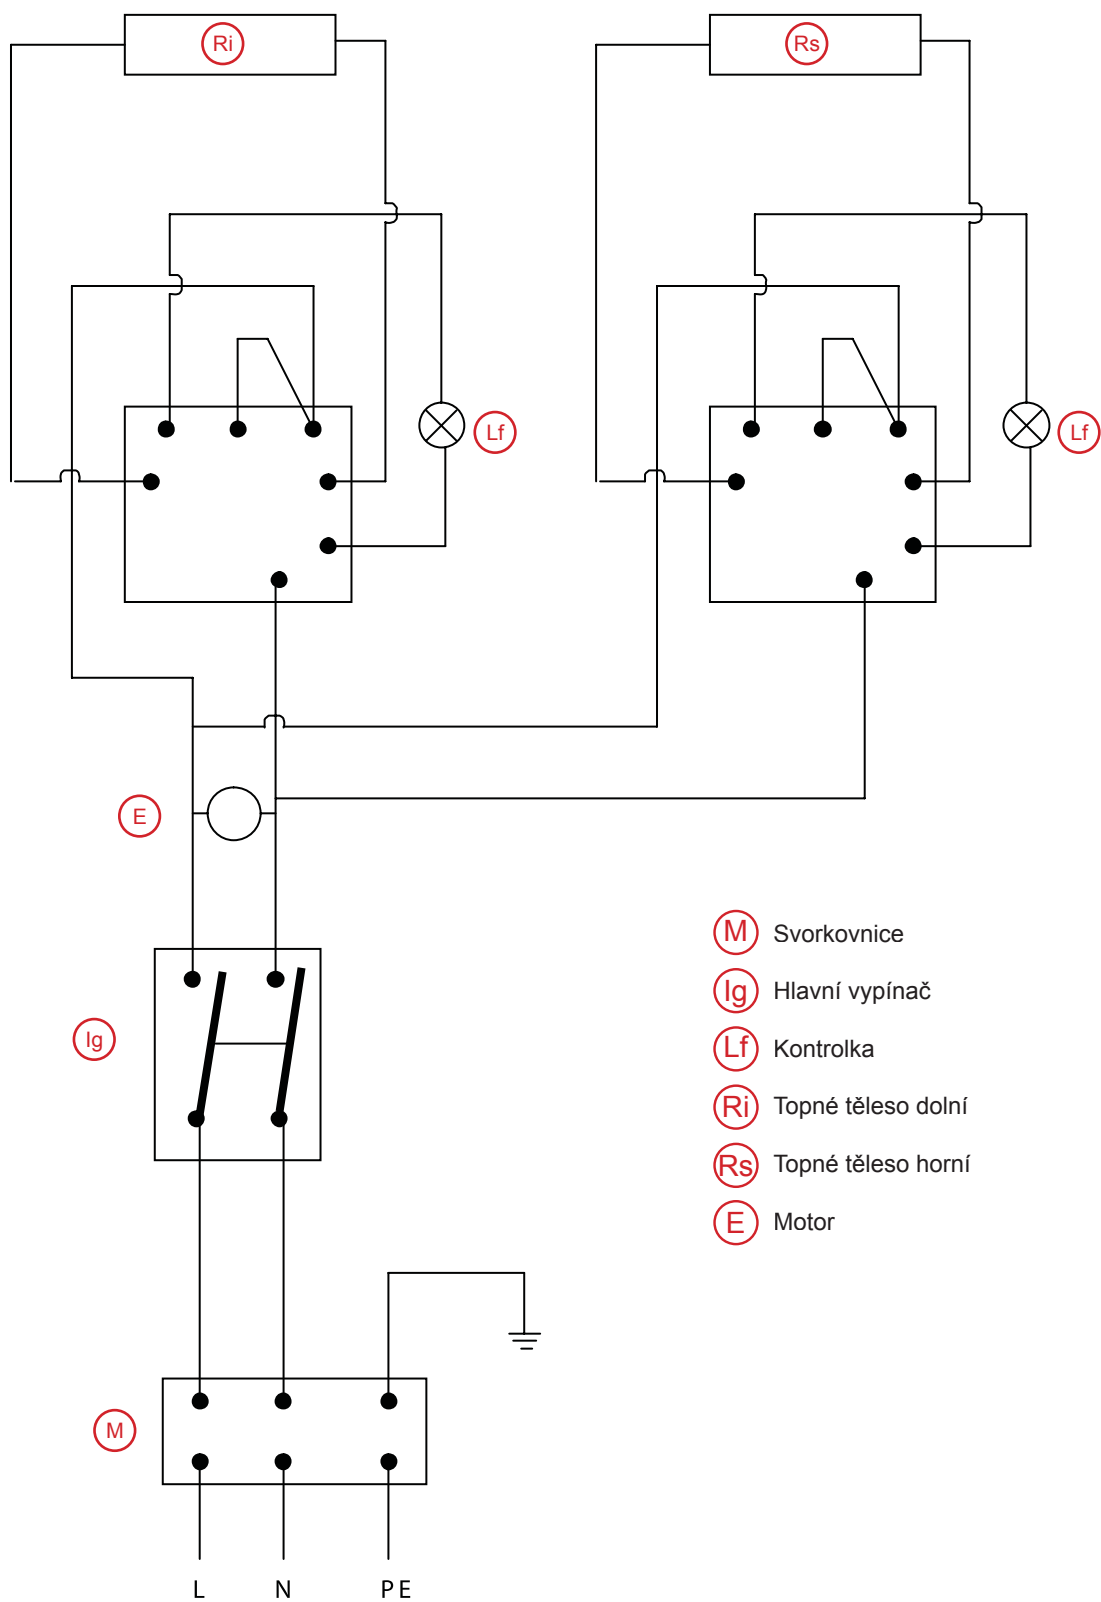 Ri
Rs
Lf
Lf
E
Ig
M
L N PE
M Svorkovnice
Ig Hlavní vypínač
Lf Kontrolka
Ri Topné těleso dolní
Rs Topné těleso horní
E Motor